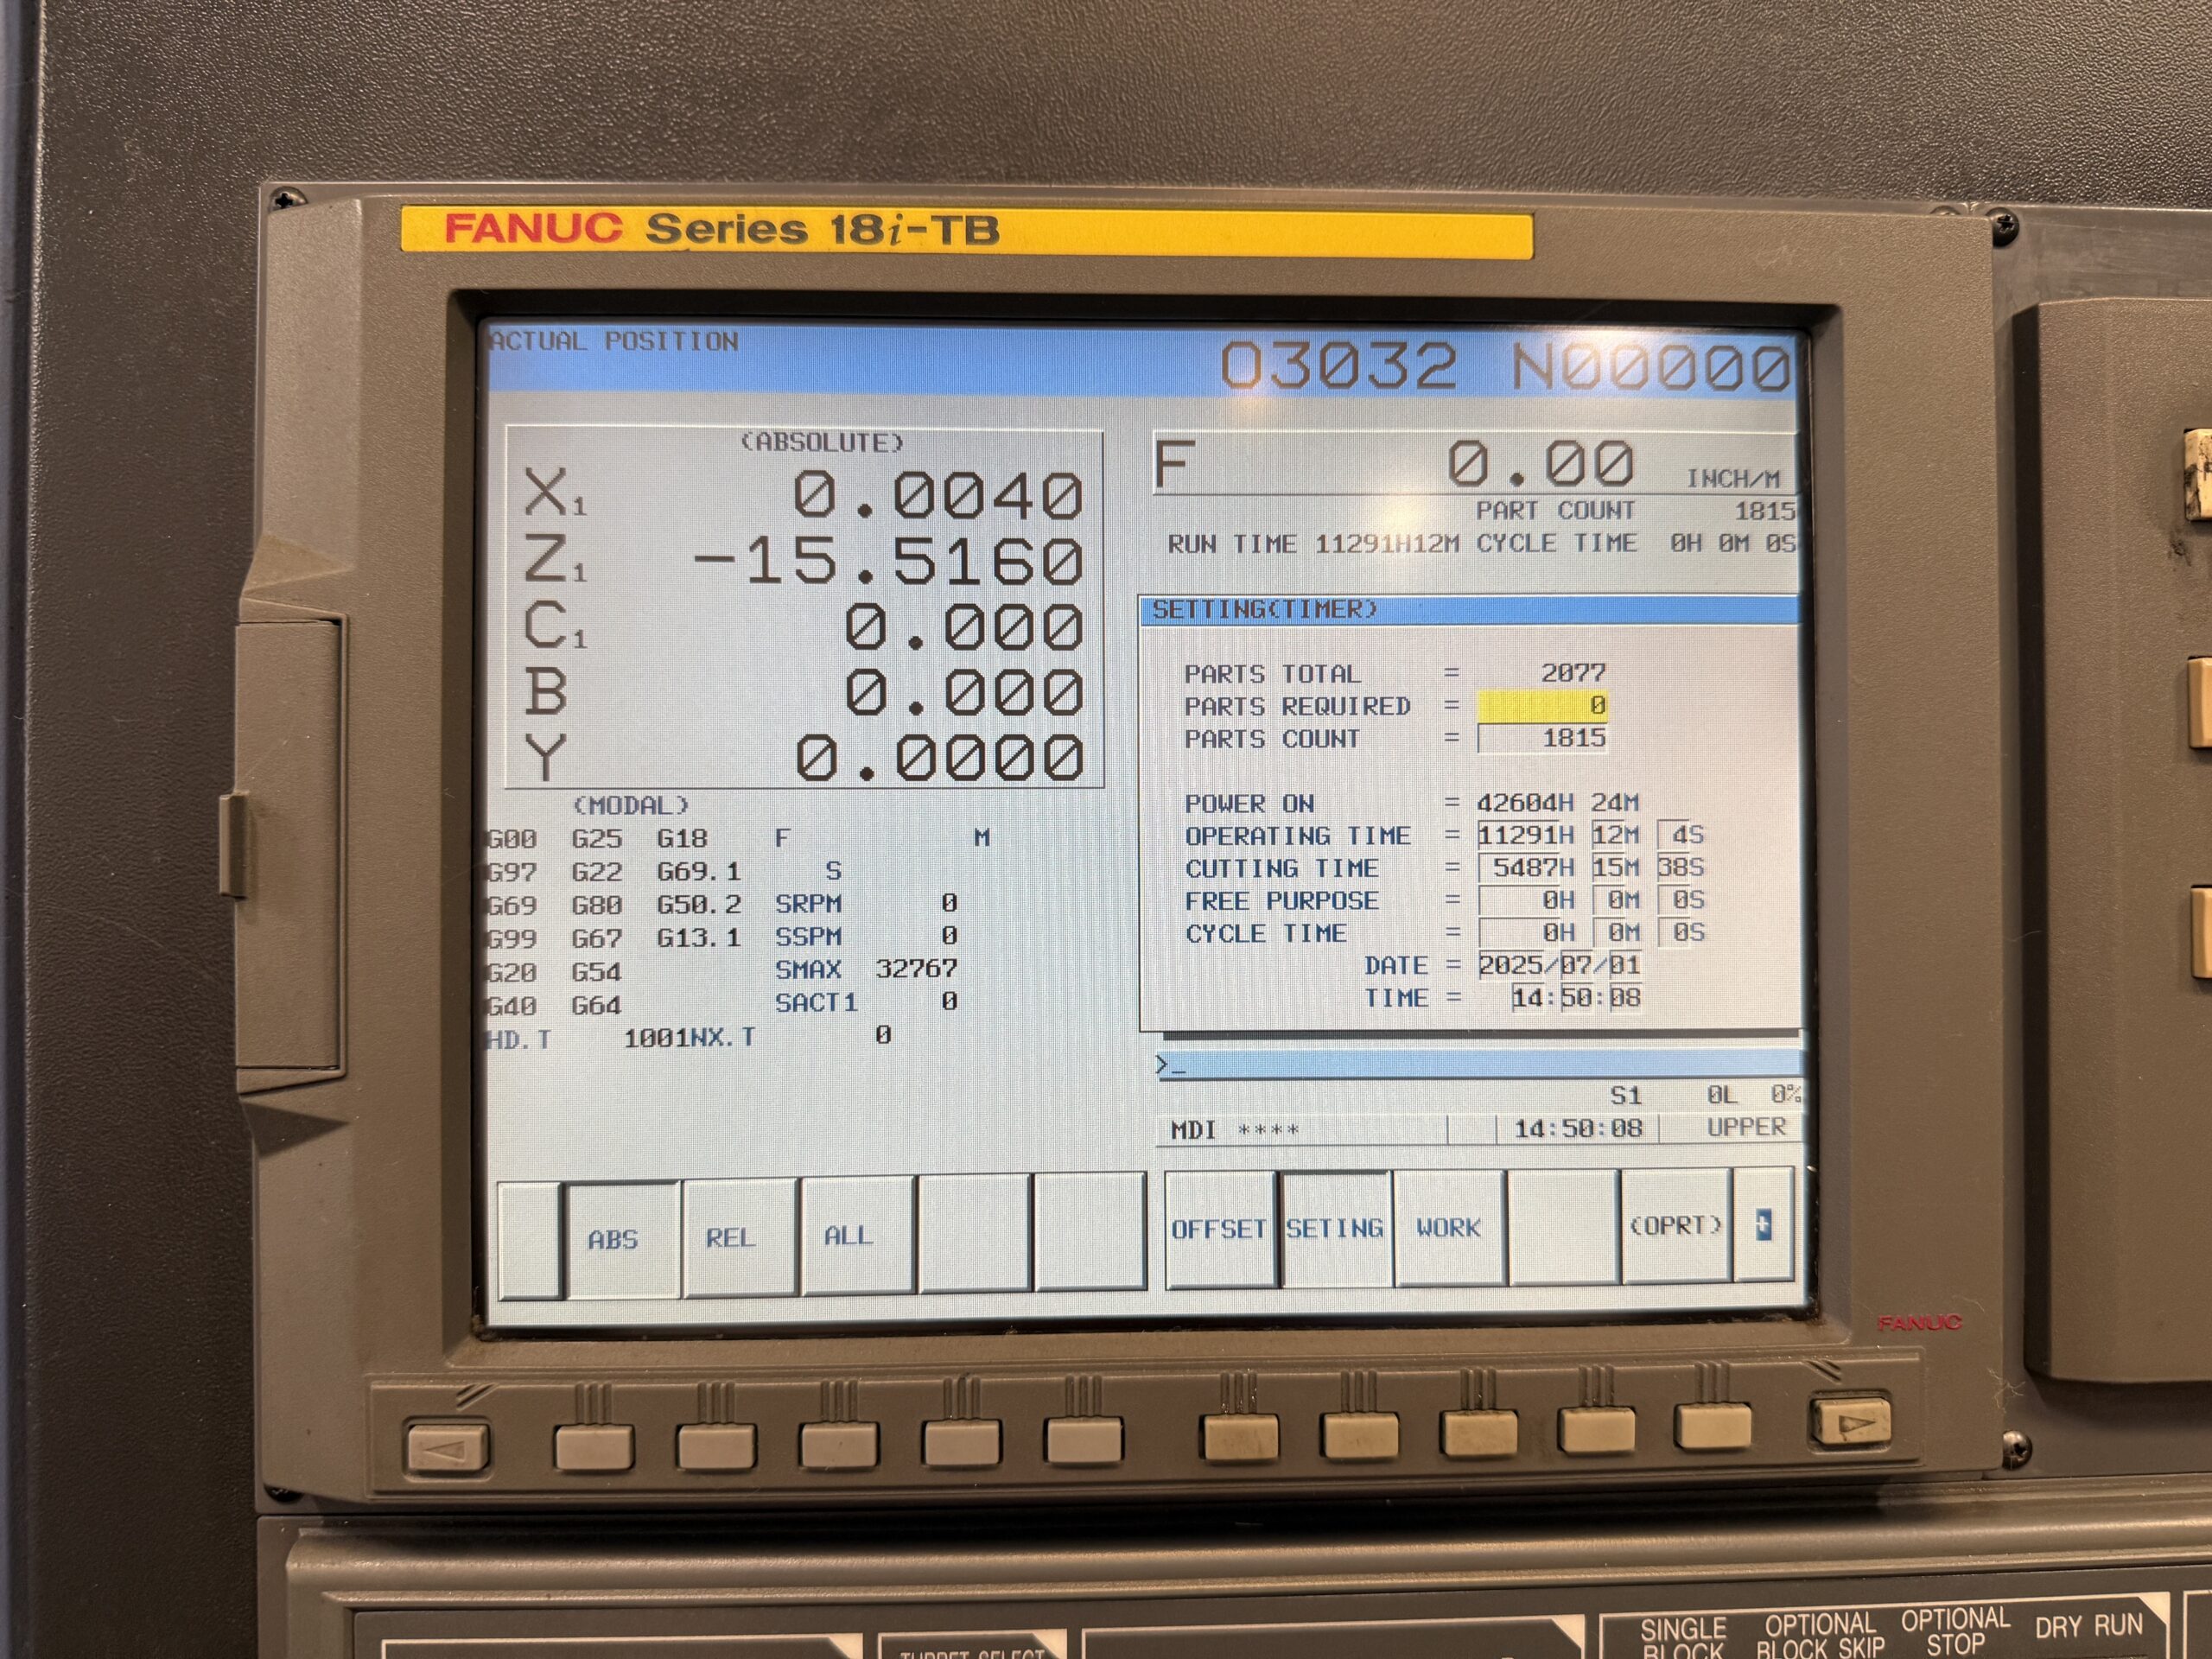 FANUC Series 18i-TB
ACTUAL POSITION
O3032 N00000
(ABSOLUTE)
X1 0.0040
Z1 -15.5160
C1 0.000
B 0.000
Y 0.0000
(MODAL)
G00 G25 G18 F M
G97 G22 G69.1 S
G69 G80 G50.2 SRPM 0
G99 G67 G13.1 SSPM 0
G20 G54 SMAX 32767
G40 G64 SACT1 0
HD.T 1001NX.T 0
F 0.00 INCH/M
PART COUNT 1815
RUN TIME 11291H12M CYCLE TIME 0H 0M 0S
SETTING(TIMER)
PARTS TOTAL = 2077
PARTS REQUIRED = 0
PARTS COUNT = 1815
POWER ON = 42604H 24M
OPERATING TIME = 11291H 12M 4S
CUTTING TIME = 5487H 15M 38S
FREE PURPOSE = 0H 0M 0S
CYCLE TIME = 0H 0M 0S
DATE = 2025/07/01
TIME = 14:50:08
>_
S1 0L 0%
MDI **** 14:50:08 UPPER
ABS REL ALL
OFFSET SETING WORK (OPRT) +
FANUC
TURRET SELECT
SINGLE BLOCK
OPTIONAL BLOCK SKIP
OPTIONAL STOP
DRY RUN